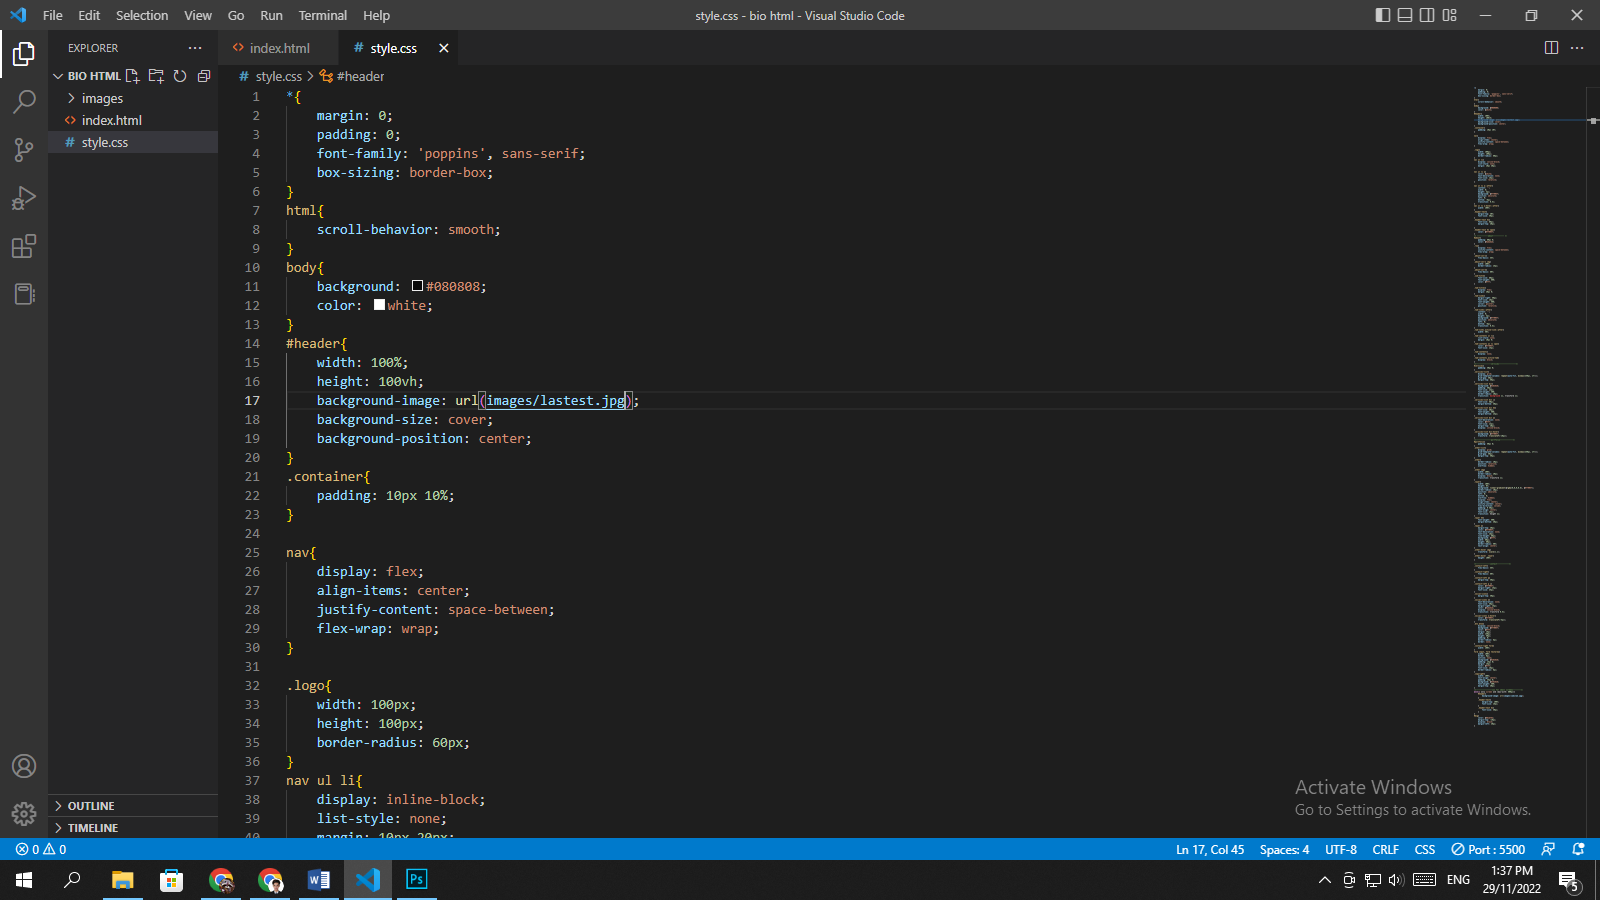 File Edit Selection View Go Run Terminal Help
style.css - bio html - Visual Studio Code
EXPLORER
BIO HTML
images
index.html
style.css
OUTLINE
TIMELINE
index.html
style.css
style.css > #header
1 *{
2 margin: 0;
3 padding: 0;
4 font-family: 'poppins', sans-serif;
5 box-sizing: border-box;
6 }
7 html{
8 scroll-behavior: smooth;
9 }
10 body{
11 background: #080808;
12 color: white;
13 }
14 #header{
15 width: 100%;
16 height: 100vh;
17 background-image: url(images/lastest.jpg);
18 background-size: cover;
19 background-position: center;
20 }
21 .container{
22 padding: 10px 10%;
23 }
24
25 nav{
26 display: flex;
27 align-items: center;
28 justify-content: space-between;
29 flex-wrap: wrap;
30 }
31
32 .logo{
33 width: 100px;
34 height: 100px;
35 border-radius: 60px;
36 }
37 nav ul li{
38 display: inline-block;
39 list-style: none;
40 margin: 10px 20px;
Activate Windows
Go to Settings to activate Windows.
0 0
Ln 17, Col 45 Spaces: 4 UTF-8 CRLF CSS Port : 5500
W Ps
ENG
1:37 PM
29/11/2022
5